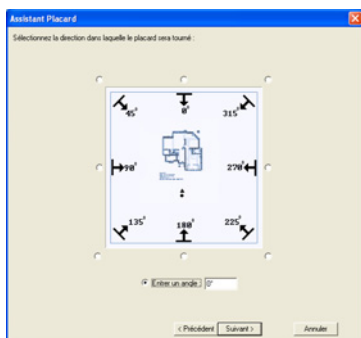 Assistant Placard
Sélectionnez la direction dans laquelle le placard sera tourné :
45° 0° 315°
90° 270°
135° 180° 225°
Entrer un angle : 0°
< Précédent Suivant > Annuler